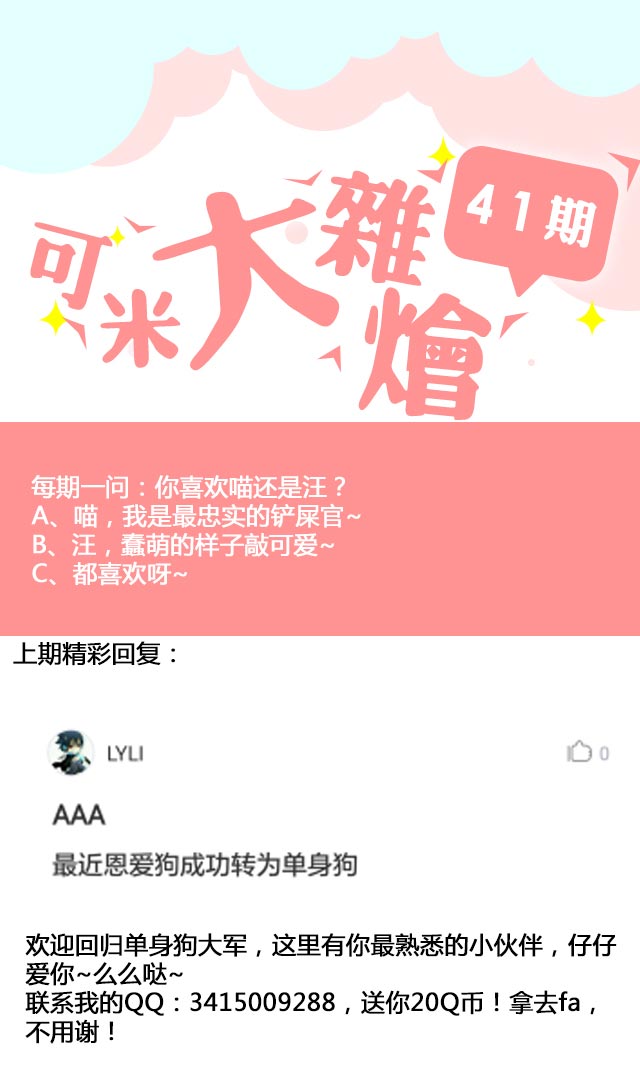 可米大雜燴
41期
每期一问：你喜欢喵还是汪？
A、喵，我是最忠实的铲屎官~
B、汪，蠢萌的样子敲可爱~
C、都喜欢呀~
上期精彩回复：
LYLI
0
AAA
最近恩爱狗成功转为单身狗
欢迎回归单身狗大军，这里有你最熟悉的小伙伴，仔仔
爱你~么么哒~
联系我的QQ：3415009288，送你20Q币！拿去fa，
不用谢！